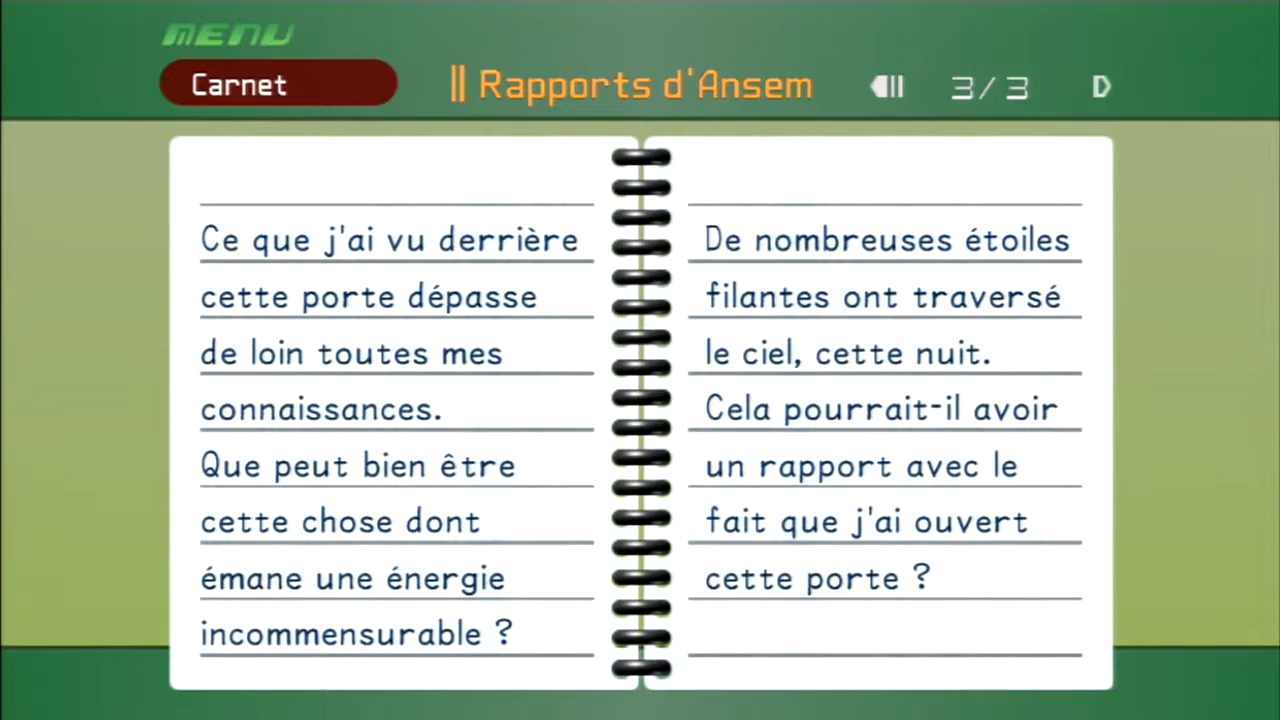 MENU
Carnet
Rapports d'Ansem
3/3
Ce que j'ai vu derrière
cette porte dépasse
de loin toutes mes
connaissances.
Que peut bien être
cette chose dont
émane une énergie
incommensurable ?
De nombreuses étoiles
filantes ont traversé
le ciel, cette nuit.
Cela pourrait-il avoir
un rapport avec le
fait que j'ai ouvert
cette porte ?